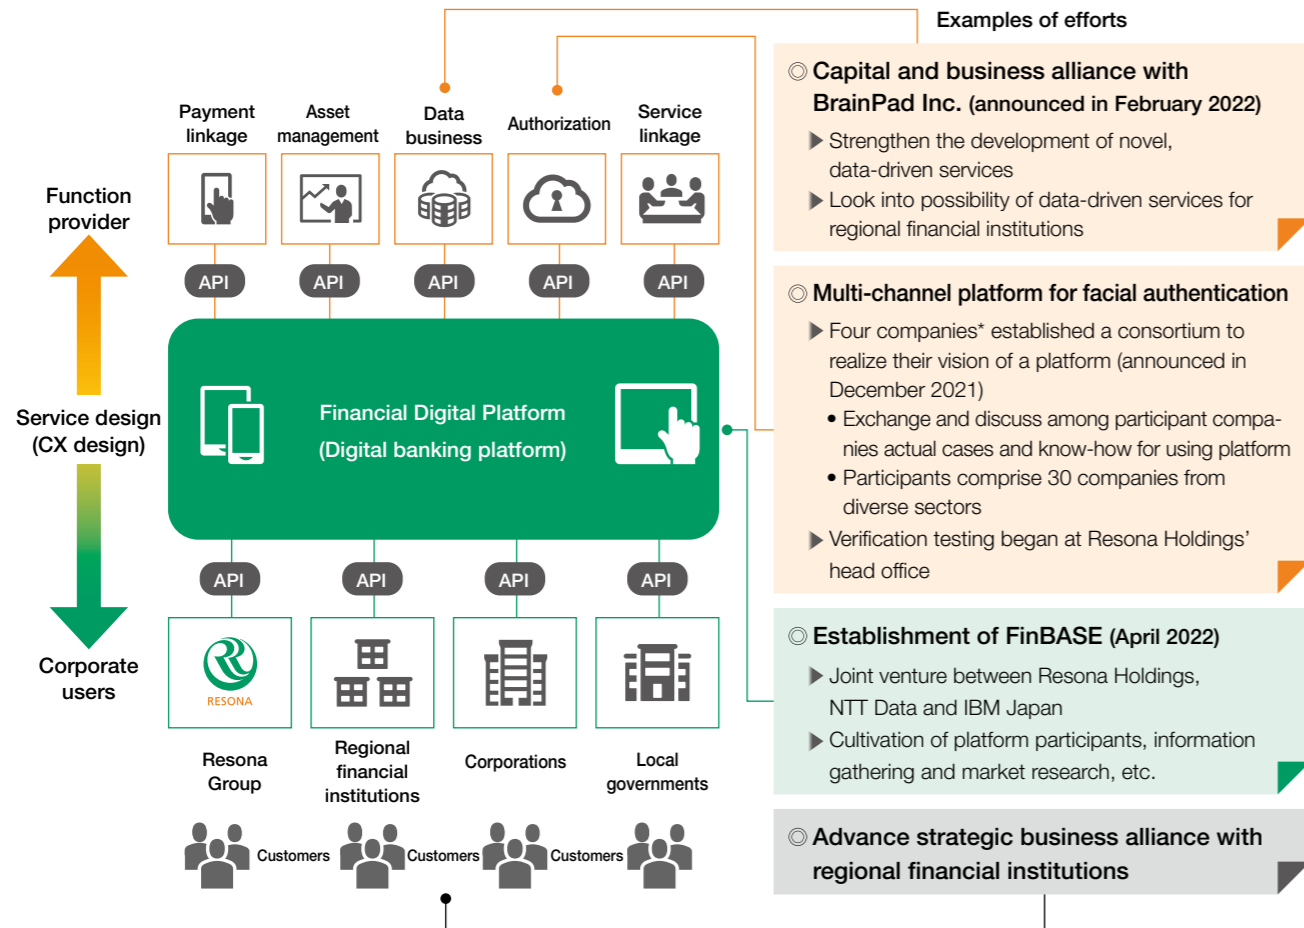 Examples of efforts
Payment
linkage
Asset
management
Data
business
Authorization
Service
linkage
Function
provider
API
API
API
API
API
Service design
(CX design)
Financial Digital Platform
(Digital banking platform)
API
API
API
API
Corporate
users
RESONA
Resona
Group
Regional
financial
institutions
Corporations
Local
governments
Customers
Customers
Customers
◎ Capital and business alliance with
BrainPad Inc. (announced in February 2022)
▶ Strengthen the development of novel,
data-driven services
▶ Look into possibility of data-driven services for
regional financial institutions
◎ Multi-channel platform for facial authentication
▶ Four companies* established a consortium to
realize their vision of a platform (announced in
December 2021)
• Exchange and discuss among participant compa-
nies actual cases and know-how for using platform
• Participants comprise 30 companies from
diverse sectors
▶ Verification testing began at Resona Holdings’
head office
◎ Establishment of FinBASE (April 2022)
▶ Joint venture between Resona Holdings,
NTT Data and IBM Japan
▶ Cultivation of platform participants, information
gathering and market research, etc.
◎ Advance strategic business alliance with
regional financial institutions